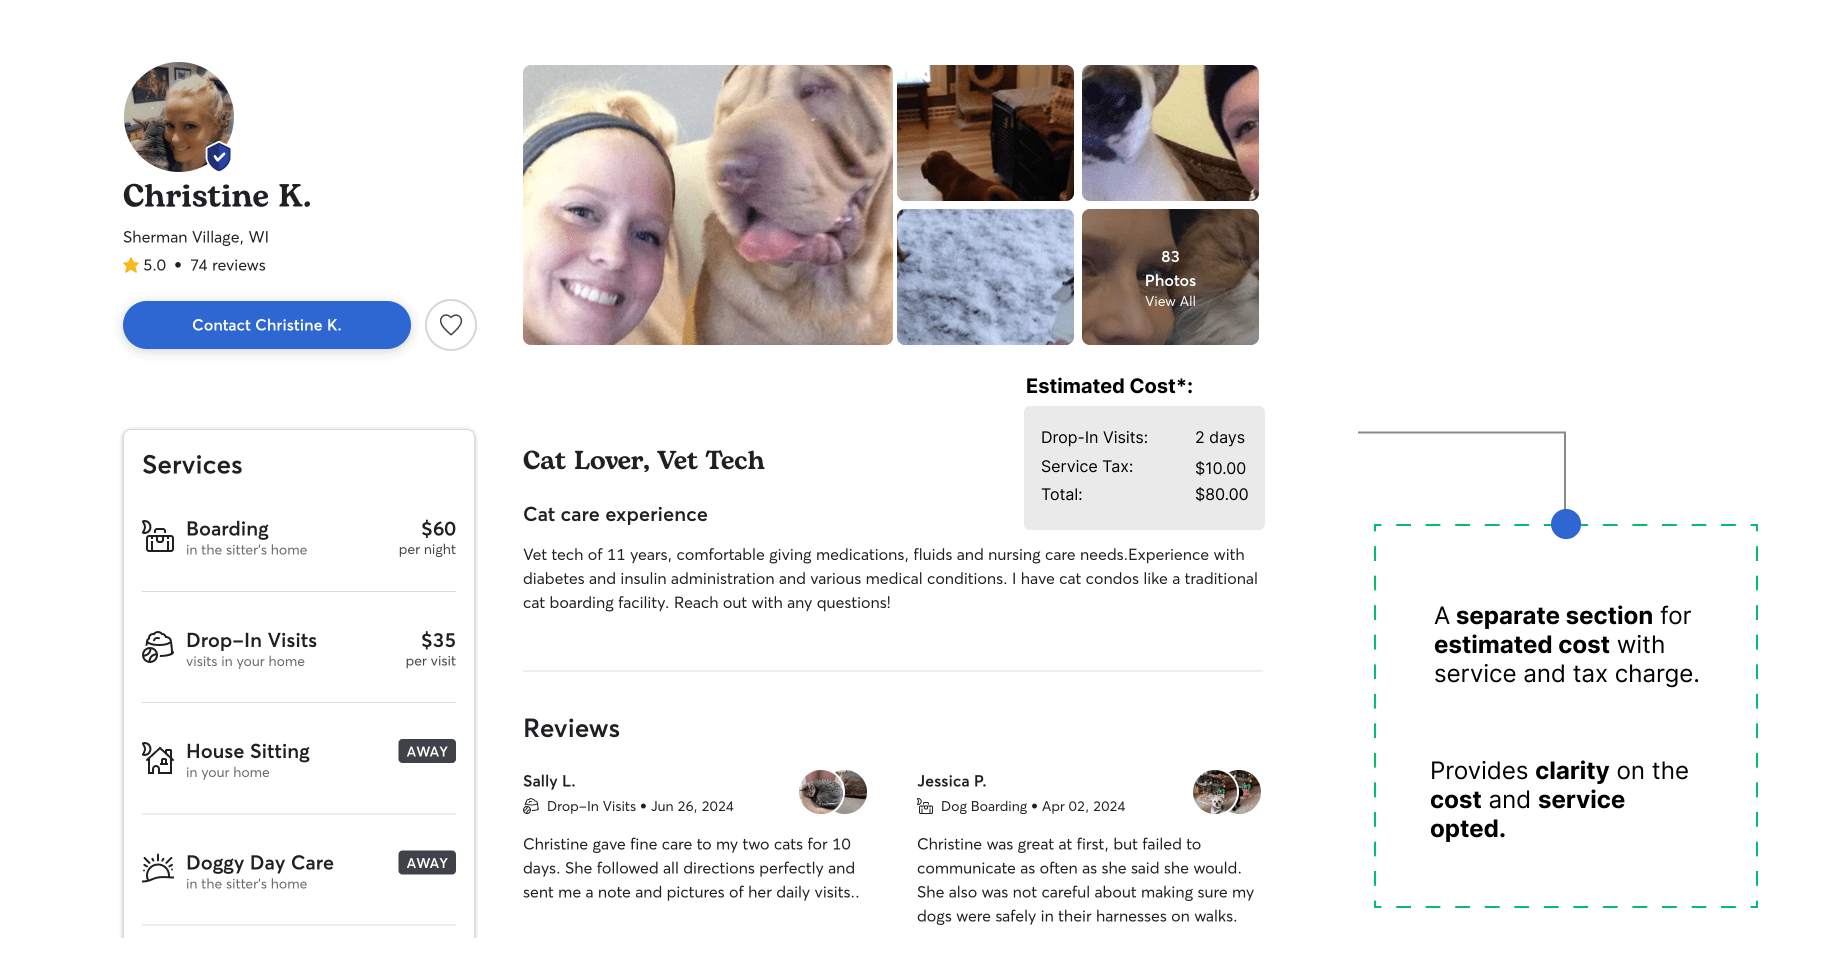 Christine K.
Sherman Village, WI
5.0 • 74 reviews
Contact Christine K.
83
Photos
View All
Estimated Cost*:
Drop-In Visits: 2 days
Service Tax: $10.00
Total: $80.00
Services
Boarding $60
in the sitter's home per night
Drop-In Visits $35
visits in your home per visit
House Sitting AWAY
in your home
Doggy Day Care AWAY
in the sitter's home
Cat Lover, Vet Tech
Cat care experience
Vet tech of 11 years, comfortable giving medications, fluids and nursing care needs.Experience with
diabetes and insulin administration and various medical conditions. I have cat condos like a traditional
cat boarding facility. Reach out with any questions!
Reviews
Sally L.
Drop-In Visits • Jun 26, 2024
Christine gave fine care to my two cats for 10
days. She followed all directions perfectly and
sent me a note and pictures of her daily visits..
Jessica P.
Dog Boarding • Apr 02, 2024
Christine was great at first, but failed to
communicate as often as she said she would.
She also was not careful about making sure my
dogs were safely in their harnesses on walks.
A separate section for
estimated cost with
service and tax charge.
Provides clarity on the
cost and service
opted.